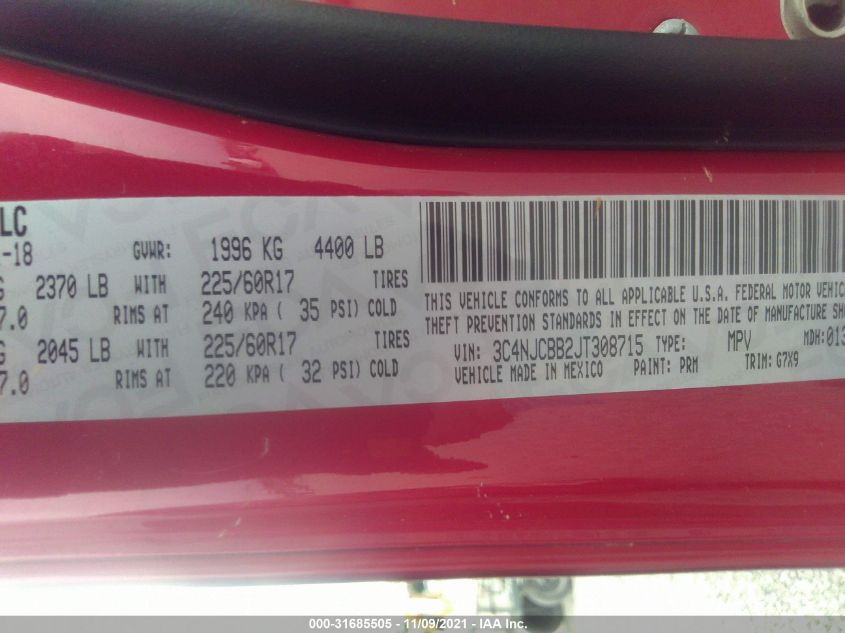 LC
-18 GVWR: 1996 KG 4400 LB
G 2370 LB WITH 225/60R17 TIRES
7.0 RIMS AT 240 KPA ( 35 PSI) COLD
G 2045 LB WITH 225/60R17 TIRES
7.0 RIMS AT 220 KPA ( 32 PSI) COLD
THIS VEHICLE CONFORMS TO ALL APPLICABLE U.S.A. FEDERAL MOTOR VEHIC
THEFT PREVENTION STANDARDS IN EFFECT ON THE DATE OF MANUFACTURE SHO
VIN: 3C4NJCBB2JT308715 TYPE: MPV MDH:013
VEHICLE MADE IN MEXICO PAINT: PRM TRIM: G7X9
000-31685505 - 11/09/2021 - IAA Inc.